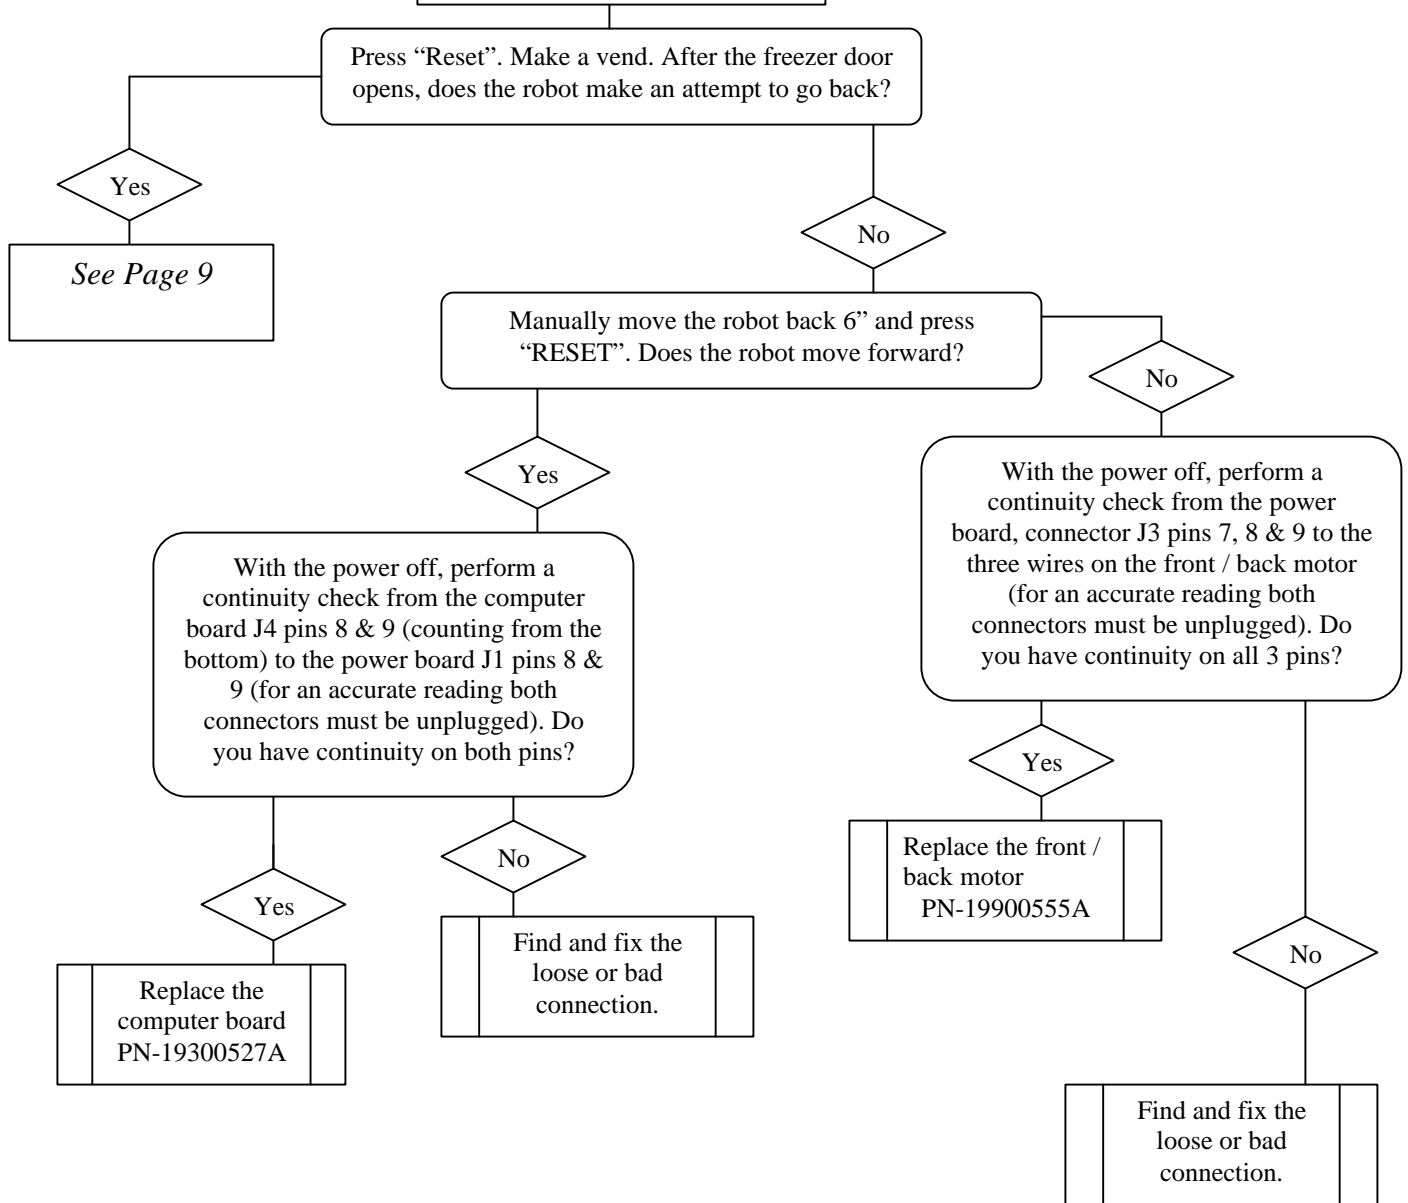 Press “Reset”. Make a vend. After the freezer door
opens, does the robot make an attempt to go back?
Yes
No
See Page 9
Manually move the robot back 6” and press
“RESET”. Does the robot move forward?
No
Yes
With the power off, perform a
continuity check from the power
board, connector J3 pins 7, 8 & 9 to the
three wires on the front / back motor
(for an accurate reading both
connectors must be unplugged). Do
you have continuity on all 3 pins?
With the power off, perform a
continuity check from the computer
board J4 pins 8 & 9 (counting from the
bottom) to the power board J1 pins 8 &
9 (for an accurate reading both
connectors must be unplugged). Do
you have continuity on both pins?
Yes
Replace the front /
back motor
PN-19900555A
No
Yes
No
Find and fix the
loose or bad
connection.
Replace the
computer board
PN-19300527A
Find and fix the
loose or bad
connection.